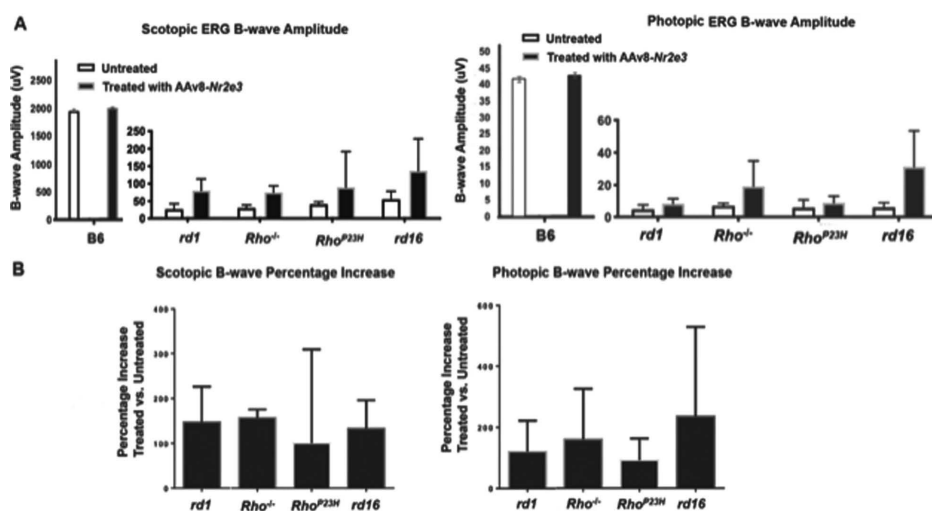 A
Scotopic ERG B-wave Amplitude
B-wave Amplitude (uV)
2500
2000
1500
1000
500
0
Untreated
Treated with AAv8-Nr2e3
250
200
150
100
50
0
B6
rd1
Rho-/-
RhoP23H
rd16
Photopic ERG B-wave Amplitude
B-wave Amplitude (uV)
50
45
40
35
30
25
20
15
10
5
0
Untreated
Treated with AAv8-Nr2e3
60
40
20
0
B6
rd1
Rho-/-
RhoP23H
rd16
B
Scotopic B-wave Percentage Increase
Percentage Increase
Treated vs. Untreated
400
300
200
100
0
rd1
Rho-/-
RhoP23H
rd16
Photopic B-wave Percentage Increase
Percentage Increase
Treated vs. Untreated
600
400
200
0
rd1
Rho-/-
RhoP23H
rd16